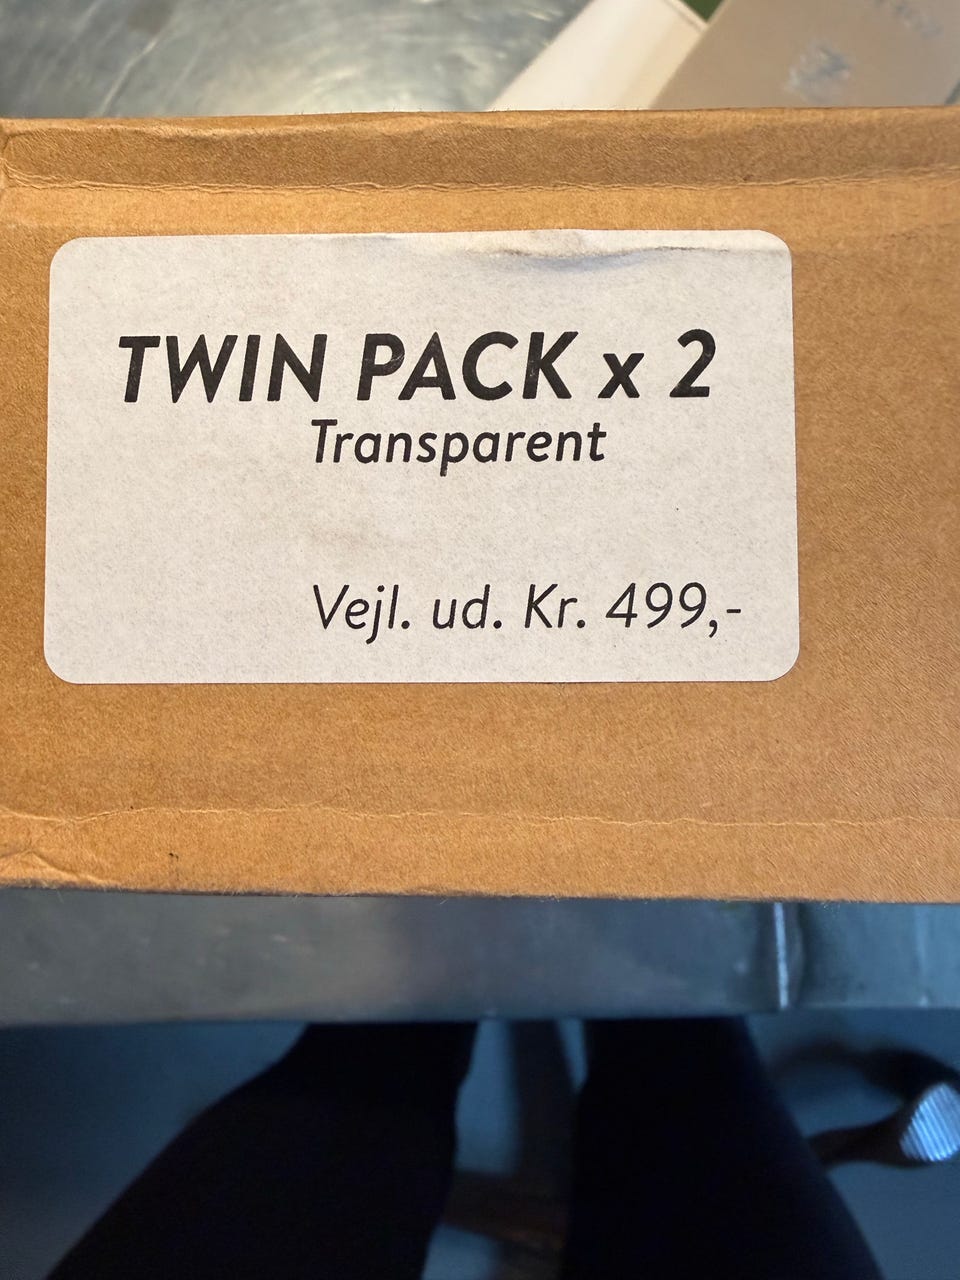 TWIN PACK x 2
Transparent
Vejl. ud. Kr. 499,-